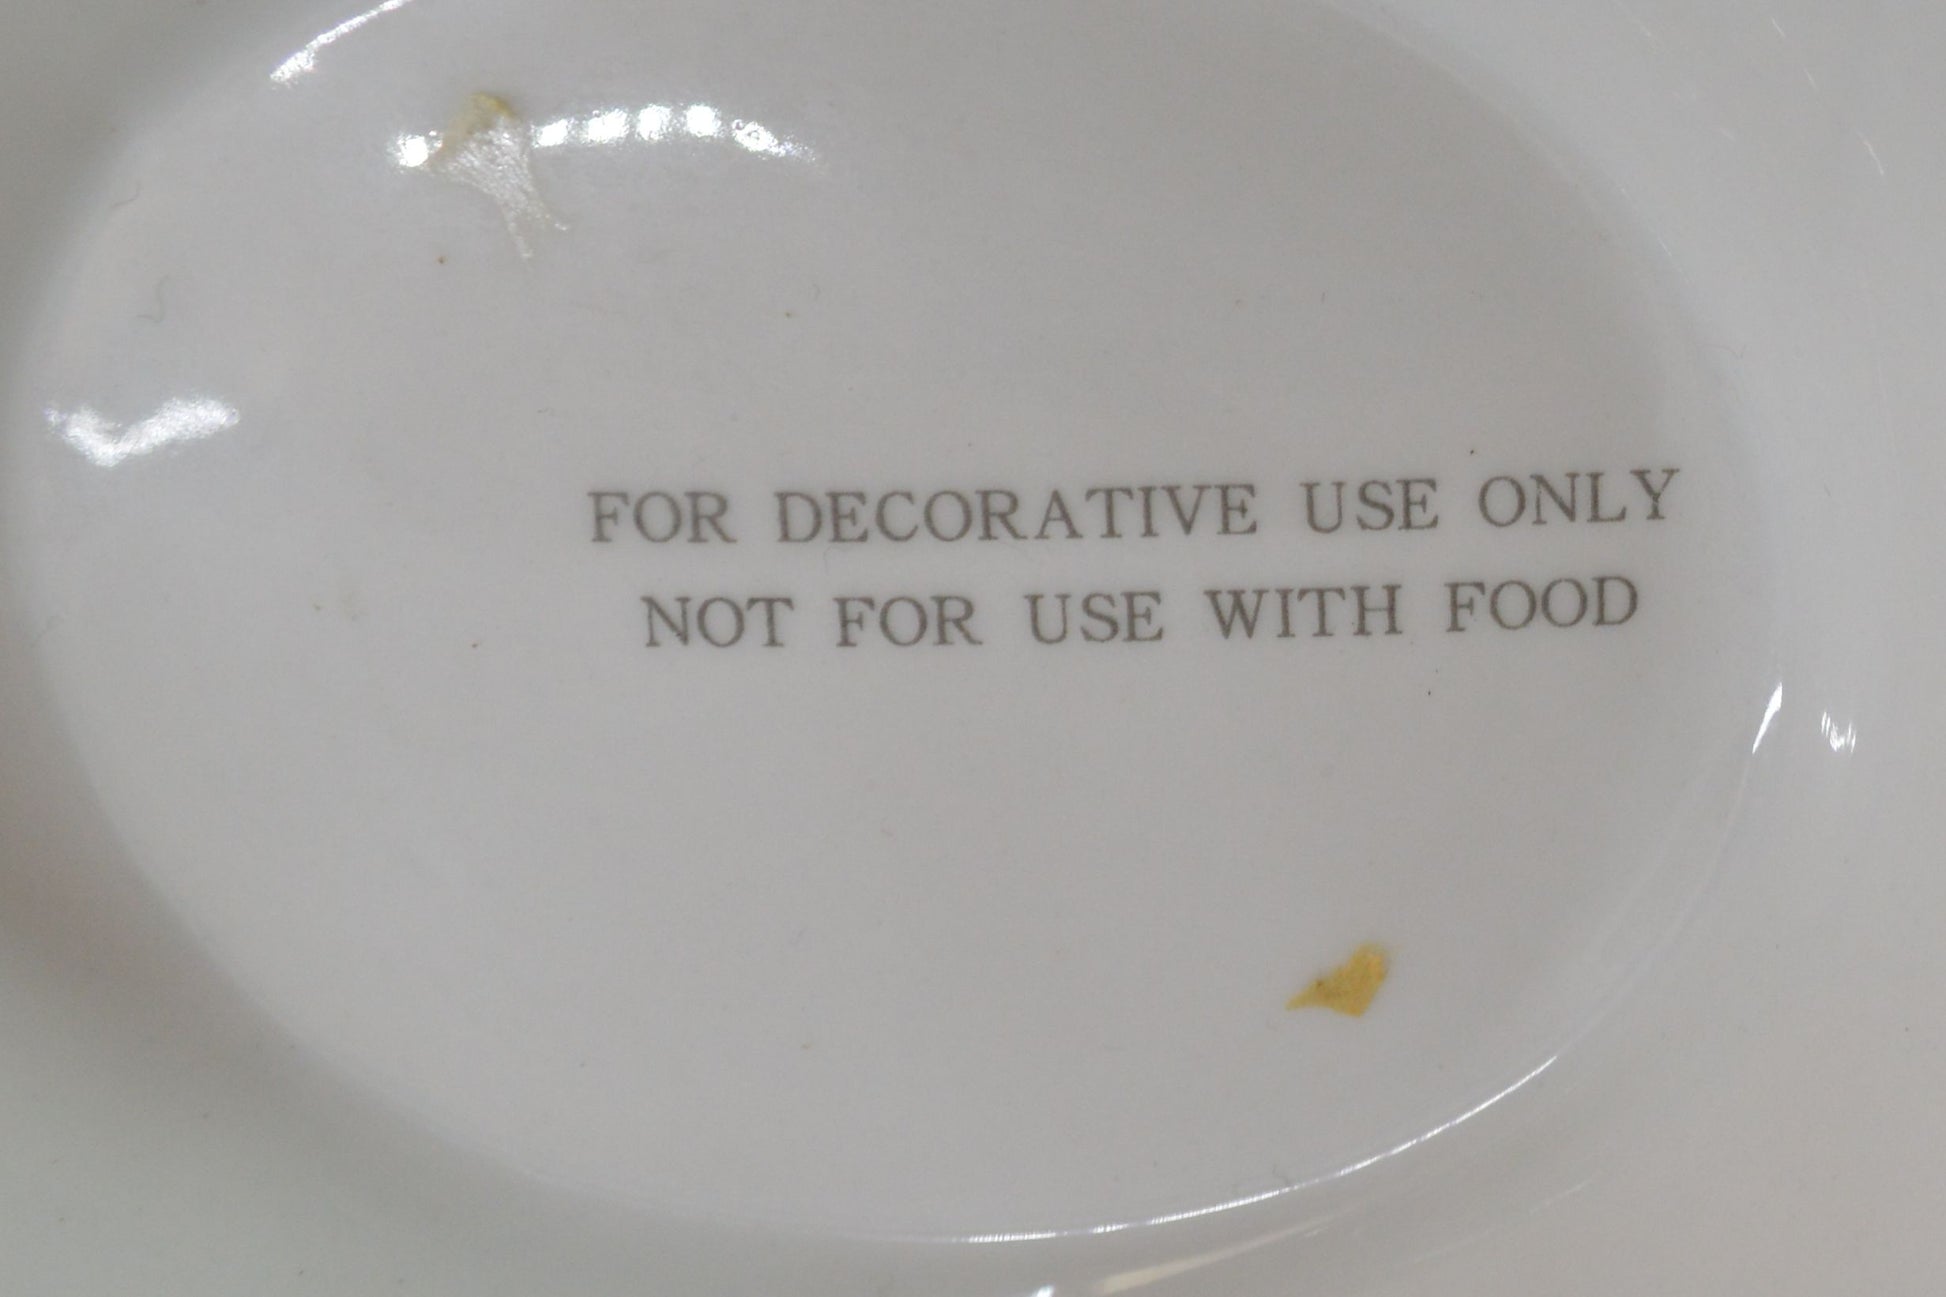 FOR DECORATIVE USE ONLY
NOT FOR USE WITH FOOD